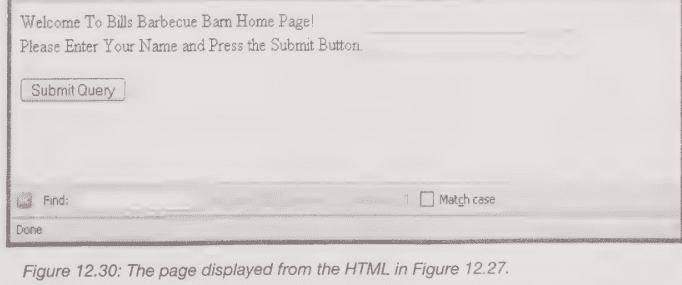 Welcome To Bills Barbecue Barn Home Page!
Please Enter Your Name and Press the Submit Button.
Submit Query
Find:
Match case
Done
Figure 12.30: The page displayed from the HTML in Figure 12.27.